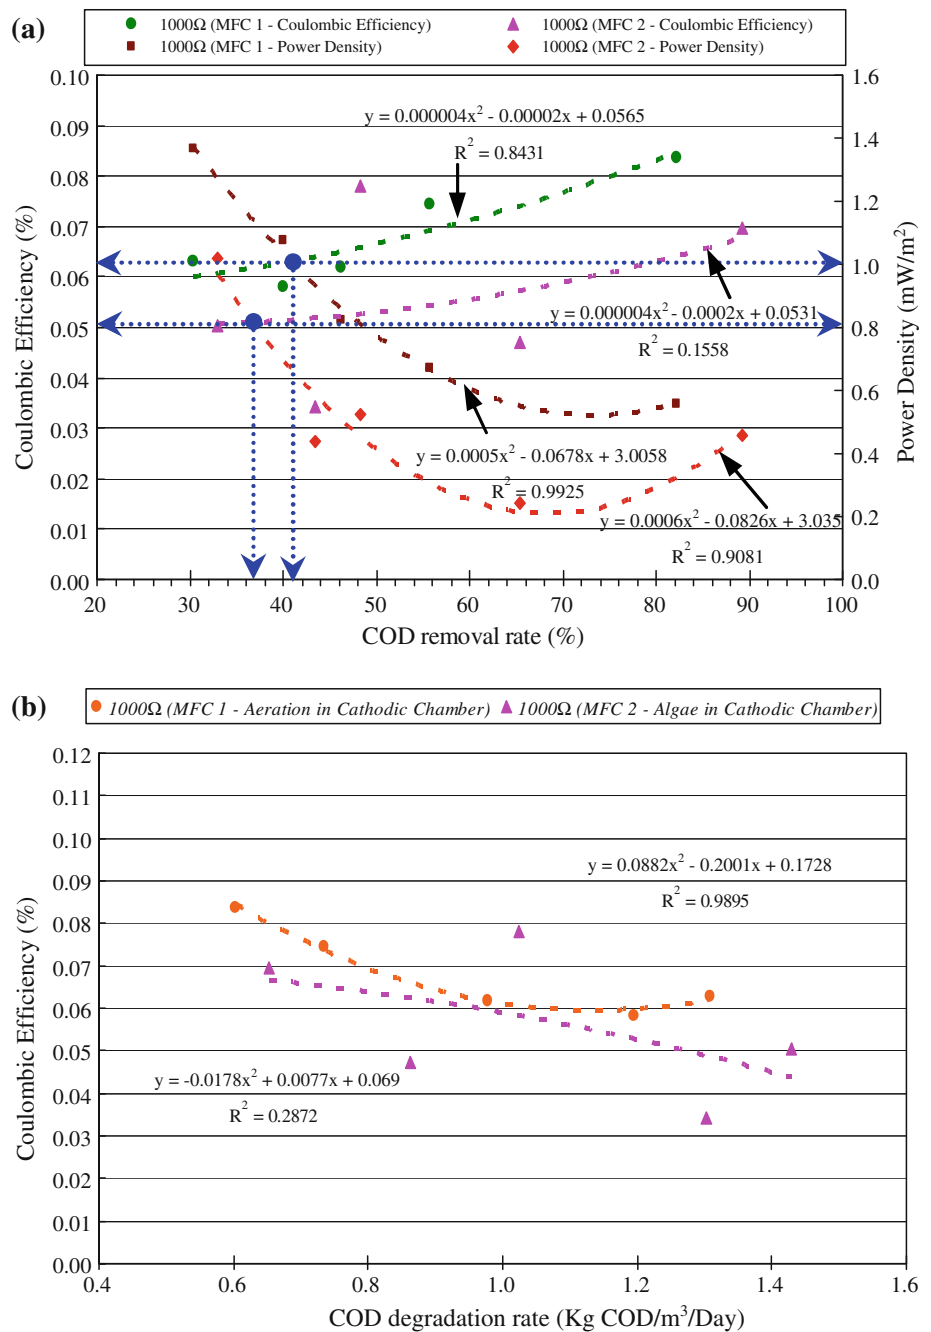 (a)
1000Ω (MFC 1 - Coulombic Efficiency)
1000Ω (MFC 2 - Coulombic Efficiency)
1000Ω (MFC 1 - Power Density)
1000Ω (MFC 2 - Power Density)
0.10
0.09
0.08
0.07
0.06
0.05
0.04
0.03
0.02
0.01
0.00
Coulombic Efficiency (%)
1.6
1.4
1.2
1.0
0.8
0.6
0.4
0.2
0.0
Power Density (mW/m²)
y = 0.000004x² - 0.00002x + 0.0565
R² = 0.8431
y = 0.000004x² - 0.0002x + 0.0531
R² = 0.1558
y = 0.0005x² - 0.0678x + 3.0058
R² = 0.9925
y = 0.0006x² - 0.0826x + 3.035
R² = 0.9081
20 30 40 50 60 70 80 90 100
COD removal rate (%)
(b)
1000Ω (MFC 1 - Aeration in Cathodic Chamber)
1000Ω (MFC 2 - Algae in Cathodic Chamber)
0.12
0.11
0.10
0.09
0.08
0.07
0.06
0.05
0.04
0.03
0.02
0.01
0.00
Coulombic Efficiency (%)
y = 0.0882x² - 0.2001x + 0.1728
R² = 0.9895
y = -0.0178x² + 0.0077x + 0.069
R² = 0.2872
0.4 0.6 0.8 1.0 1.2 1.4 1.6
COD degradation rate (Kg COD/m³/Day)